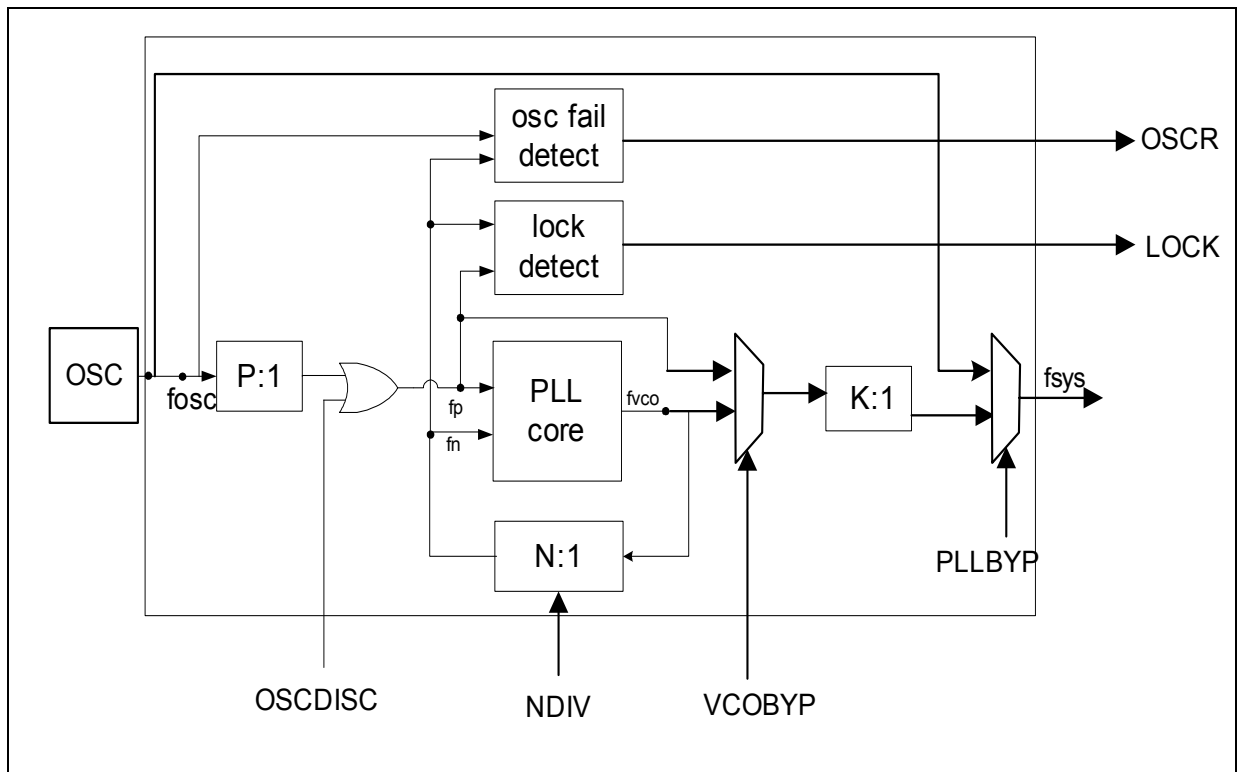 osc fail
detect
OSCR
lock
detect
LOCK
OSC
fosc
P:1
fp
fn
PLL
core
fvco
K:1
fsys
N:1
PLLBYP
OSCDISC
NDIV
VCOBYP